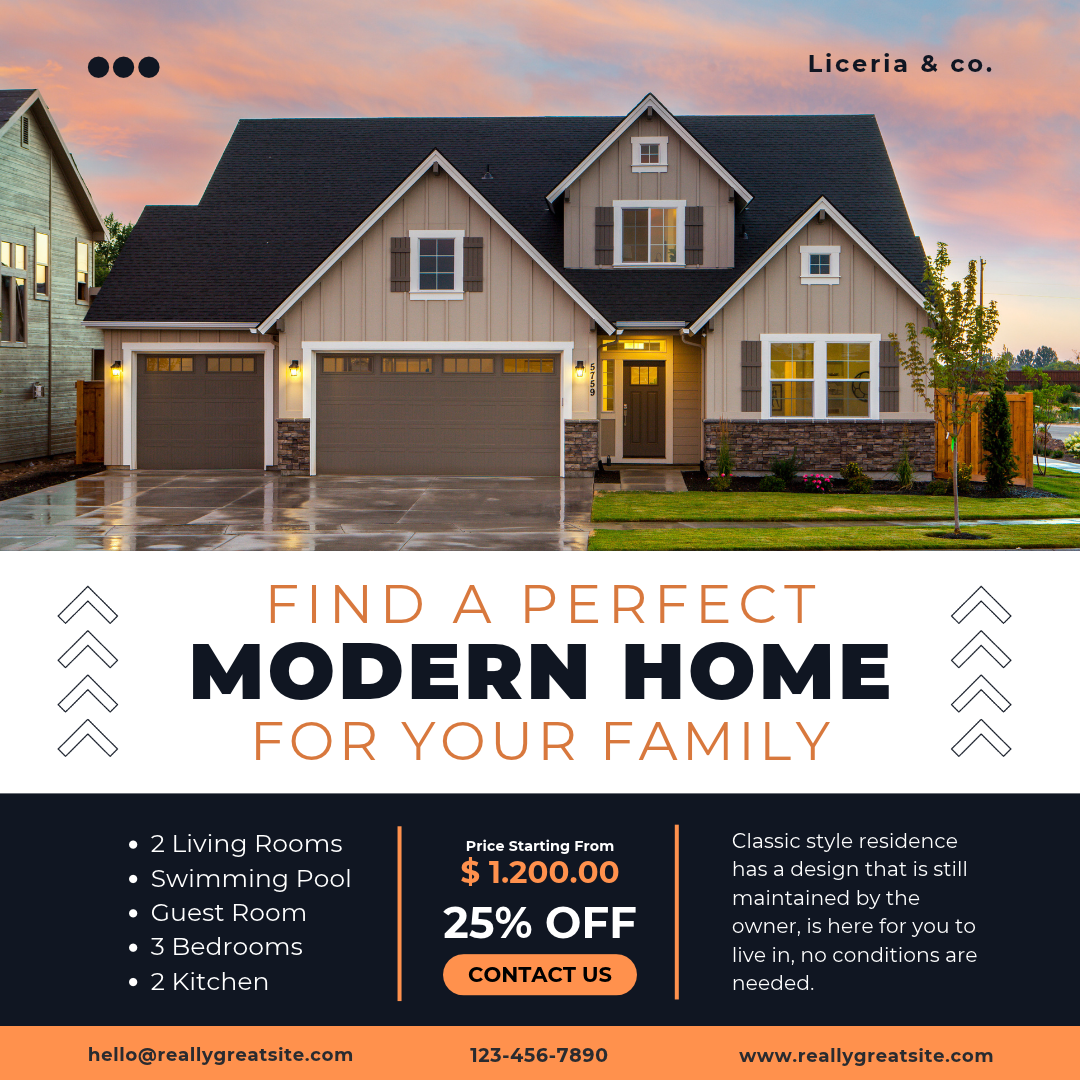 Liceria & co.
5759
FIND A PERFECT
MODERN HOME
FOR YOUR FAMILY
2 Living Rooms
Swimming Pool
Guest Room
3 Bedrooms
2 Kitchen
Price Starting From
$ 1.200.00
25% OFF
CONTACT US
Classic style residence
has a design that is still
maintained by the
owner, is here for you to
live in, no conditions are
needed.
hello@reallygreatsite.com
123-456-7890
www.reallygreatsite.com